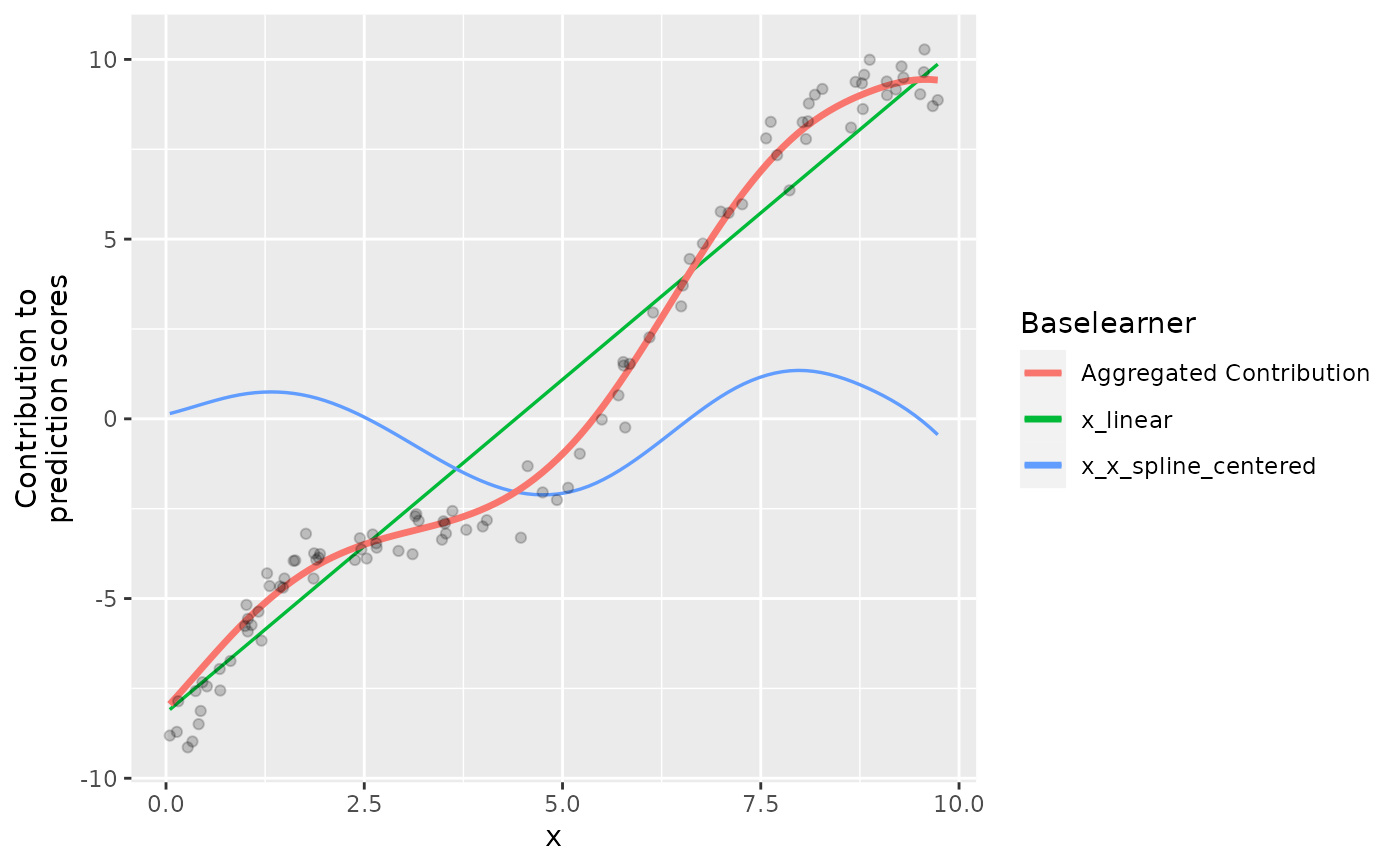 10
5
0
-5
-10
Contribution to
prediction scores
0.0
2.5
5.0
7.5
10.0
x
Baselearner
Aggregated Contribution
x_linear
x_x_spline_centered